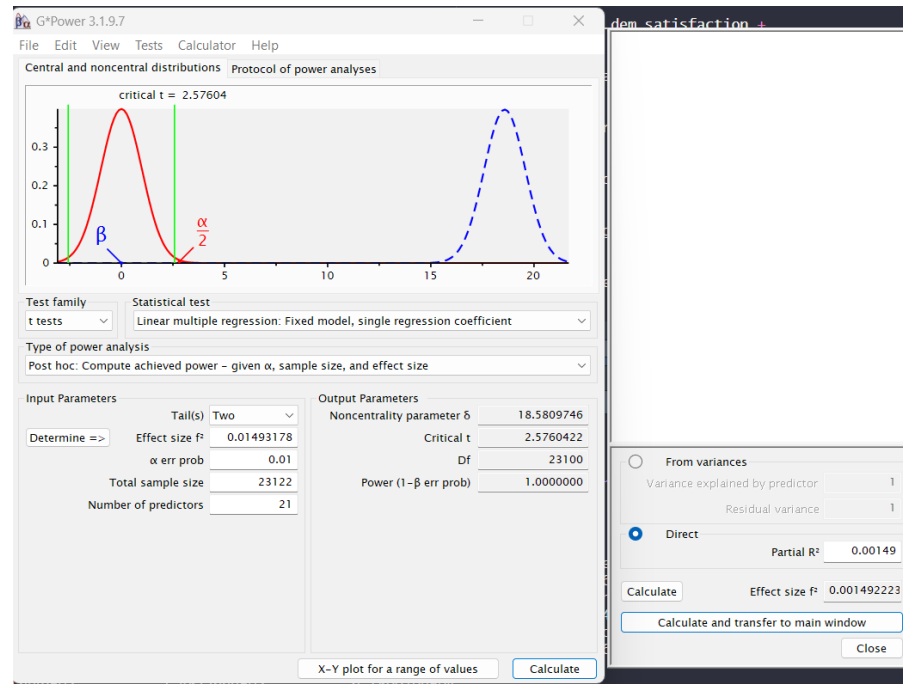 G*Power 3.1.9.7
dem_satisfaction +
File Edit View Tests Calculator Help
Central and noncentral distributions Protocol of power analyses
critical t = 2.57604
0.3
0.2
0.1
0
β
α
2
0 5 10 15 20
Test family Statistical test
t tests Linear multiple regression: Fixed model, single regression coefficient
Type of power analysis
Post hoc: Compute achieved power – given α, sample size, and effect size
Input Parameters Output Parameters
Tail(s) Two Noncentrality parameter δ 18.5809746
Determine => Effect size f² 0.01493178 Critical t 2.5760422
α err prob 0.01 Df 23100
Total sample size 23122 Power (1-β err prob) 1.0000000
Number of predictors 21
X-Y plot for a range of values Calculate
From variances
Variance explained by predictor 1
Residual variance 1
Direct
Partial R² 0.00149
Calculate Effect size f² 0.001492223
Calculate and transfer to main window
Close